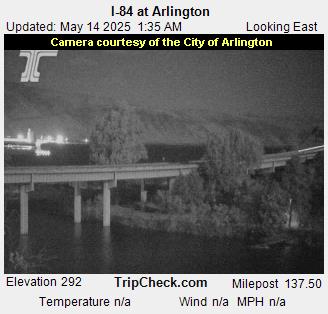 I-84 at Arlington
Updated: May 14 2025 1:35 AM Looking East
Camera courtesy of the City of Arlington
Elevation 292 TripCheck.com Milepost 137.50
Temperature n/a Wind n/a MPH n/a